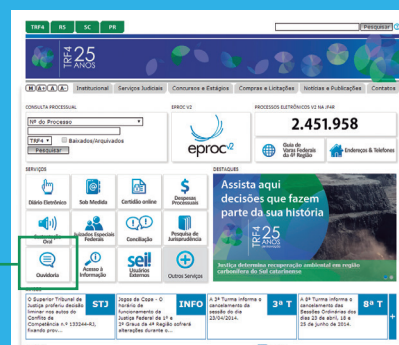 TRF4 RS SC PR
Pesquisar
TRF4 25 ANOS
M A+ A A- Institucional Serviços Judiciais Concursos e Estágios Compras e Licitações Notícias e Publicações Contatos
CONSULTA PROCESSUAL EPROC V2 PROCESSOS ELETRÔNICOS V2 NA JF4R
Nº do Processo
TRF4 Baixados/Arquivados
Pesquisar
eproc v2
2.451.958
Guia de Varas Federais da 4ª Região
Endereços & Telefones
SERVIÇOS DESTAQUES
Diário Eletrônico Sob Medida Certidão online Despesas Processuais
Oral Juizados Especiais Federais Conciliação Pesquisa de Jurisprudência
Ouvidoria Acesso à Informação sei! Usuários Externos Outros Serviços
Assista aqui
decisões que fazem
parte da sua história
TRF4 25 ANOS
Justiça determina recuperação ambiental em região
carbonífera do Sul catarinense
O Superior Tribunal de
Justiça proferiu decisão
liminar nos autos do
Conflito de
Competência n.º 133244-RJ,
fixando prov...
STJ
Jogos da Copa - O
horário de
funcionamento da
Justiça Federal de 1º e
2º Graus da 4ª Região sofrerá
alterações durante o...
INFO
A 3ª Turma informa o
cancelamento da
sessão do dia
23/04/2014.
3ª T
A 8ª Turma informa o
cancelamento das
Sessões Ordinárias dos
dias 23 de abril, 18 e
25 de junho de 2014.
8ª T
+